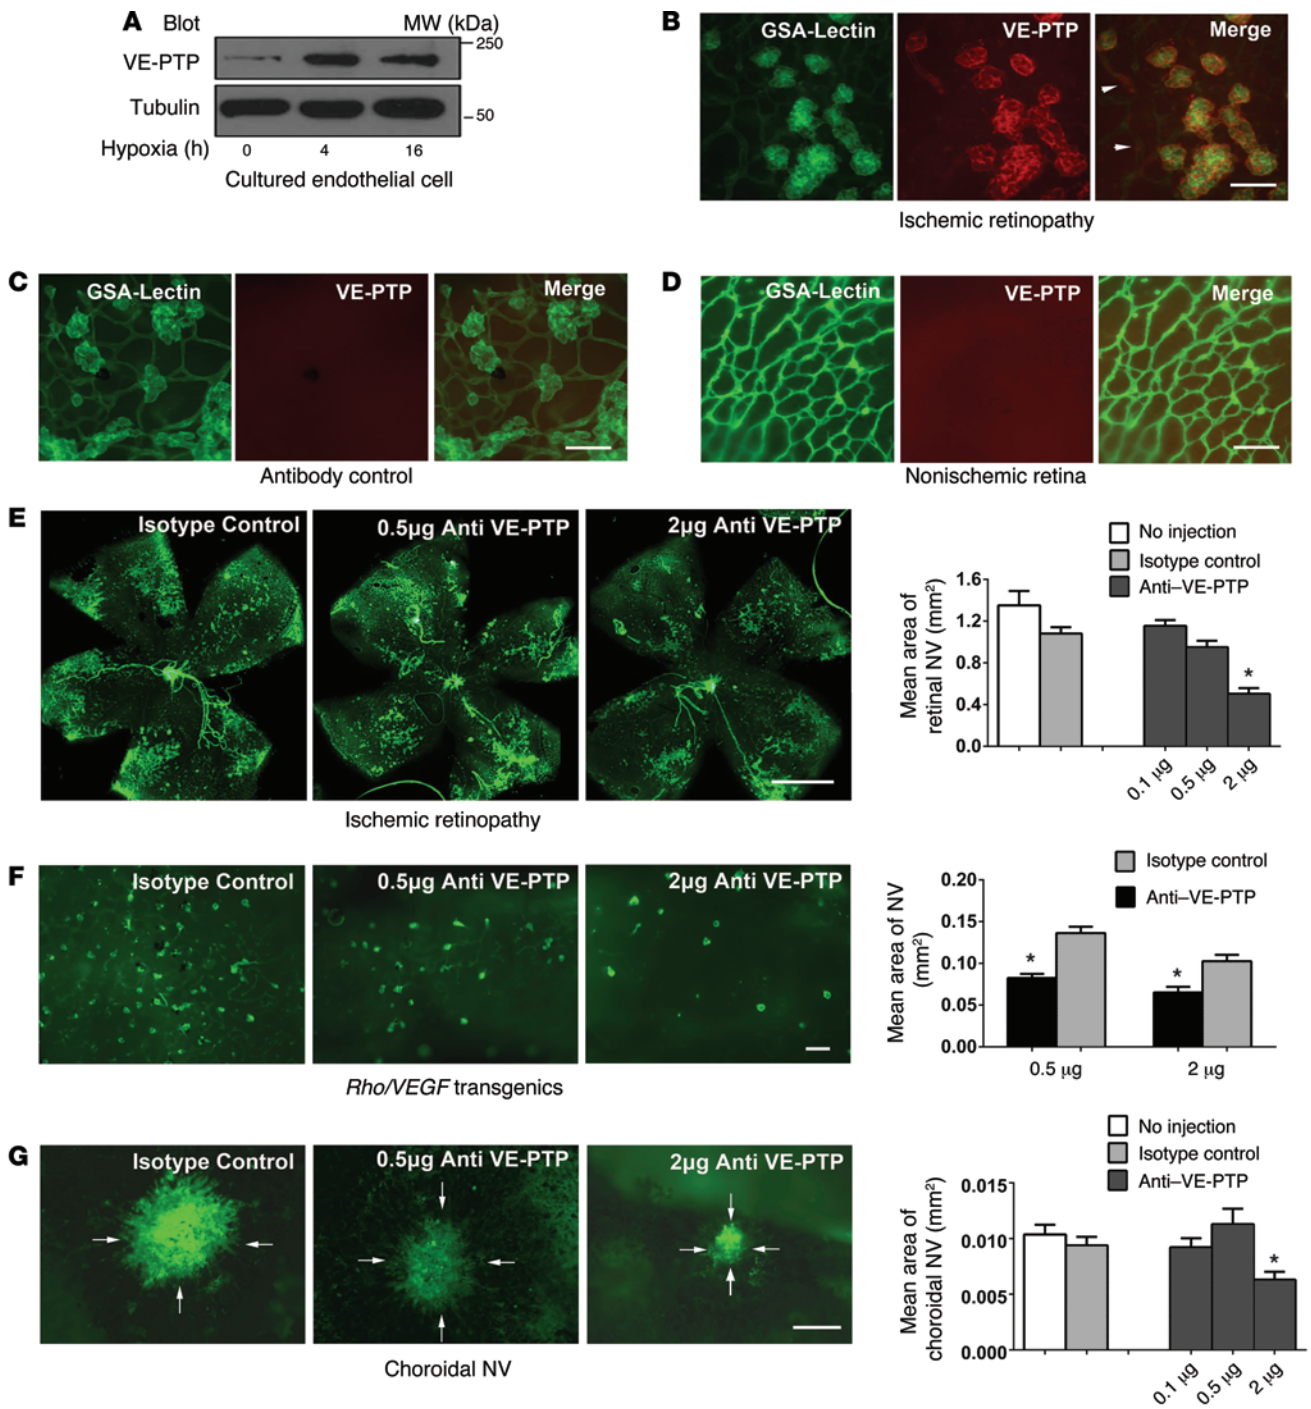 A Blot MW (kDa)
VE-PTP 250
Tubulin 50
Hypoxia (h) 0 4 16
Cultured endothelial cell
B GSA-Lectin VE-PTP Merge
Ischemic retinopathy
C GSA-Lectin VE-PTP Merge
Antibody control
D GSA-Lectin VE-PTP Merge
Nonischemic retina
E Isotype Control 0.5µg Anti VE-PTP 2µg Anti VE-PTP
Ischemic retinopathy
No injection
Isotype control
Anti–VE-PTP
Mean area of
retinal NV (mm²)
1.6
1.2
0.8
0.4
0.0
*
0.1 µg 0.5 µg 2 µg
F Isotype Control 0.5µg Anti VE-PTP 2µg Anti VE-PTP
Rho/VEGF transgenics
Isotype control
Anti–VE-PTP
Mean area of NV
(mm²)
0.20
0.15
0.10
0.05
0.00
* *
0.5 µg 2 µg
G Isotype Control 0.5µg Anti VE-PTP 2µg Anti VE-PTP
Choroidal NV
No injection
Isotype control
Anti–VE-PTP
Mean area of
choroidal NV (mm²)
0.015
0.010
0.005
0.000
*
0.1 µg 0.5 µg 2 µg